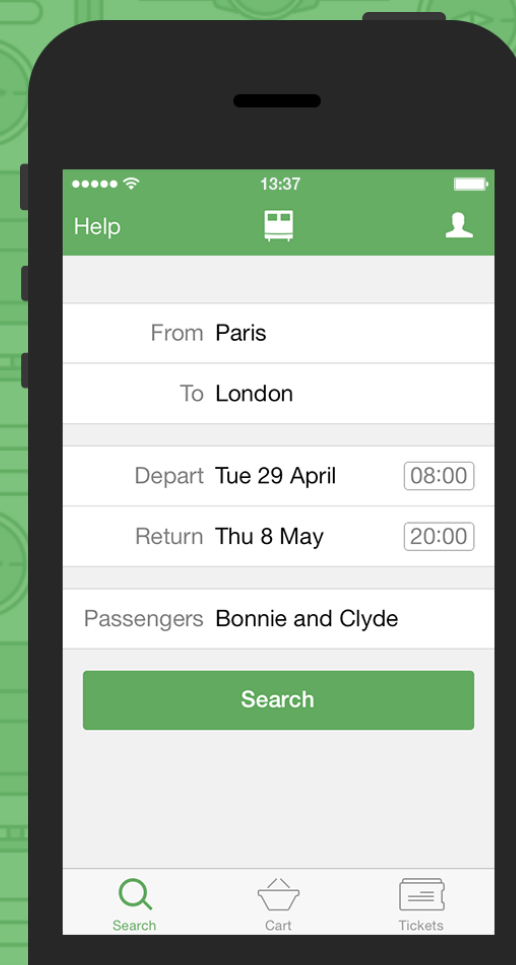 13:37
Help
From Paris
To London
Depart Tue 29 April 08:00
Return Thu 8 May 20:00
Passengers Bonnie and Clyde
Search
Search Cart Tickets